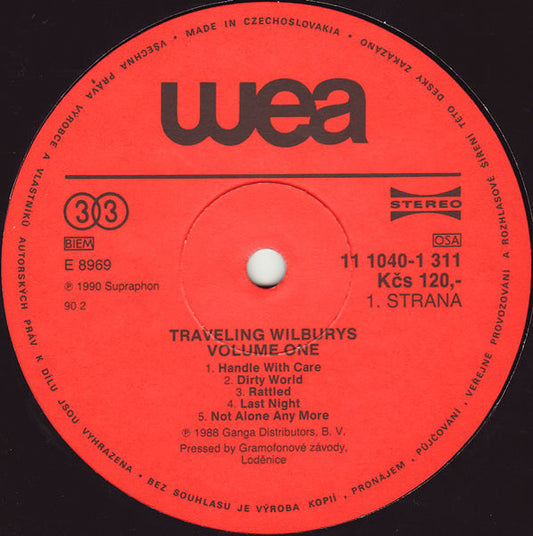 • MADE IN CZECHOSLOVAKIA • VŠECHNA PRÁVA VÝROBCE A VLASTNÍKŮ AUTORSKÝCH PRÁV K DÍLU JSOU VYHRAZENA • BEZ SOUHLASU JE VÝROBA KOPIÍ, PRONÁJEM, PŮJČOVÁNÍ, VEŘEJNÉ PROVOZOVÁNÍ A ROZHLASOVÉ ŠÍŘENÍ TÉTO DESKY ZAKÁZÁNO
wea
33
STEREO
BIEM
OSA
E 8969
11 1040-1 311
Kčs 120,-
℗ 1990 Supraphon
1. STRANA
90 2
TRAVELING WILBURYS
VOLUME ONE
1. Handle With Care
2. Dirty World
3. Rattled
4. Last Night
5. Not Alone Any More
℗ 1988 Ganga Distributors, B. V.
Pressed by Gramofonové závody,
Loděnice